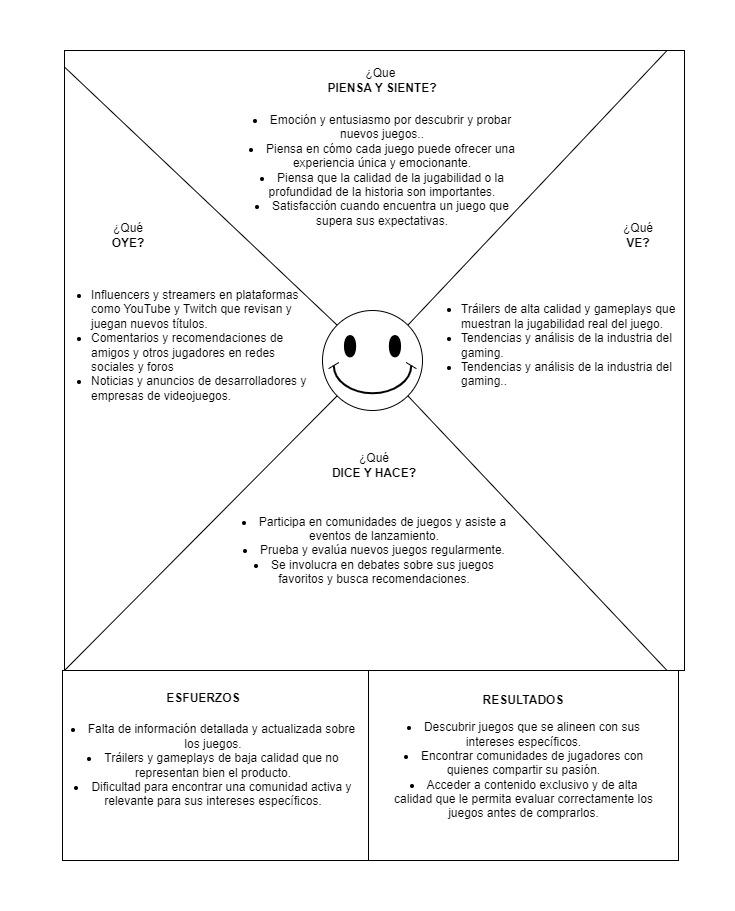 ¿Que
PIENSA Y SIENTE?
• Emoción y entusiasmo por descubrir y probar
nuevos juegos..
• Piensa en cómo cada juego puede ofrecer una
experiencia única y emocionante.
• Piensa que la calidad de la jugabilidad o la
profundidad de la historia son importantes.
• Satisfacción cuando encuentra un juego que
supera sus expectativas.
¿Qué
OYE?
• Influencers y streamers en plataformas
como YouTube y Twitch que revisan y
juegan nuevos títulos.
• Comentarios y recomendaciones de
amigos y otros jugadores en redes
sociales y foros
• Noticias y anuncios de desarrolladores y
empresas de videojuegos.
¿Qué
VE?
• Tráilers de alta calidad y gameplays que
muestran la jugabilidad real del juego.
• Tendencias y análisis de la industria del
gaming.
• Tendencias y análisis de la industria del
gaming..
¿Qué
DICE Y HACE?
• Participa en comunidades de juegos y asiste a
eventos de lanzamiento.
• Prueba y evalúa nuevos juegos regularmente.
• Se involucra en debates sobre sus juegos
favoritos y busca recomendaciones.
ESFUERZOS
• Falta de información detallada y actualizada sobre
los juegos.
• Tráilers y gameplays de baja calidad que no
representan bien el producto.
• Dificultad para encontrar una comunidad activa y
relevante para sus intereses específicos.
RESULTADOS
• Descubrir juegos que se alineen con sus
intereses específicos.
• Encontrar comunidades de jugadores con
quienes compartir su pasión.
• Acceder a contenido exclusivo y de alta
calidad que le permita evaluar correctamente los
juegos antes de comprarlos.